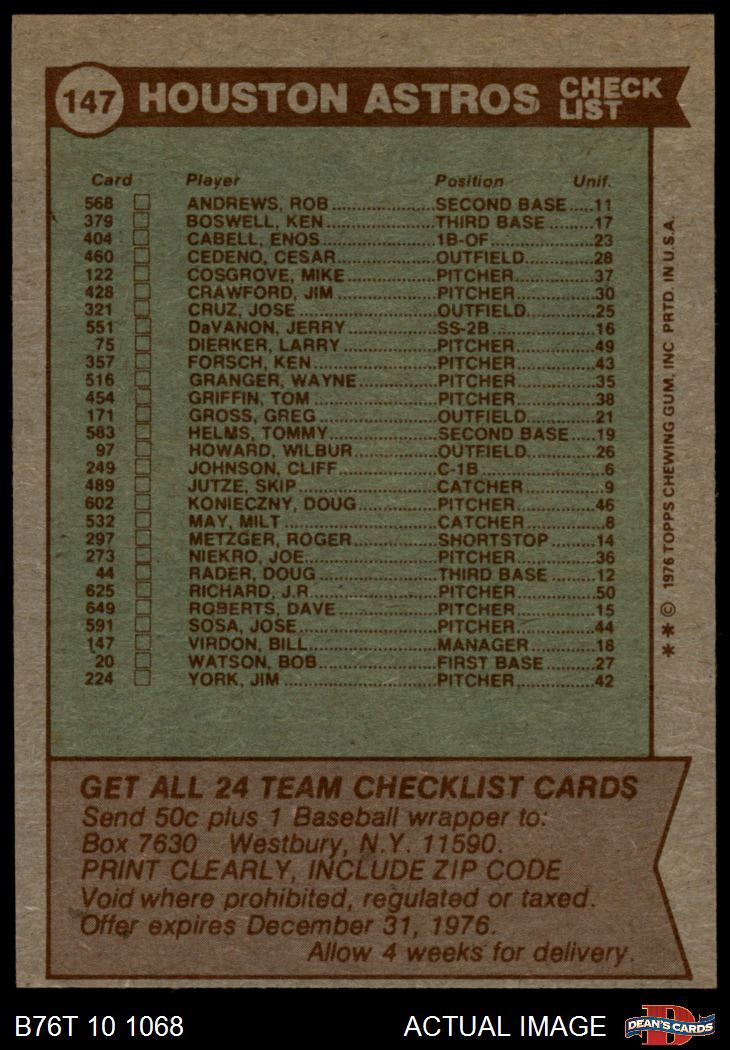 147 HOUSTON ASTROS CHECK LIST
Card Player Position Unif.
568 ANDREWS, ROB SECOND BASE 11
379 BOSWELL, KEN THIRD BASE 17
404 CABELL, ENOS 1B-OF 23
460 CEDENO, CESAR OUTFIELD 28
122 COSGROVE, MIKE PITCHER 37
428 CRAWFORD, JIM PITCHER 30
321 CRUZ, JOSE OUTFIELD 25
551 DaVANON, JERRY SS-2B 16
75 DIERKER, LARRY PITCHER 49
357 FORSCH, KEN PITCHER 43
516 GRANGER, WAYNE PITCHER 35
454 GRIFFIN, TOM PITCHER 38
171 GROSS, GREG OUTFIELD 21
583 HELMS, TOMMY SECOND BASE 19
97 HOWARD, WILBUR OUTFIELD 26
249 JOHNSON, CLIFF C-1B 6
489 JUTZE, SKIP CATCHER 9
602 KONIECZNY, DOUG PITCHER 46
532 MAY, MILT CATCHER 8
297 METZGER, ROGER SHORTSTOP 14
273 NIEKRO, JOE PITCHER 36
44 RADER, DOUG THIRD BASE 12
625 RICHARD, J.R. PITCHER 50
649 ROBERTS, DAVE PITCHER 15
591 SOSA, JOSE PITCHER 44
147 VIRDON, BILL MANAGER 18
20 WATSON, BOB FIRST BASE 27
224 YORK, JIM PITCHER 42
* * © 1976 TOPPS CHEWING GUM, INC PRTD. IN U.S.A.
GET ALL 24 TEAM CHECKLIST CARDS
Send 50c plus 1 Baseball wrapper to:
Box 7630 Westbury, N.Y. 11590.
PRINT CLEARLY, INCLUDE ZIP CODE
Void where prohibited, regulated or taxed.
Offer expires December 31, 1976.
Allow 4 weeks for delivery.
B76T 10 1068 ACTUAL IMAGE D DEAN'S CARDS